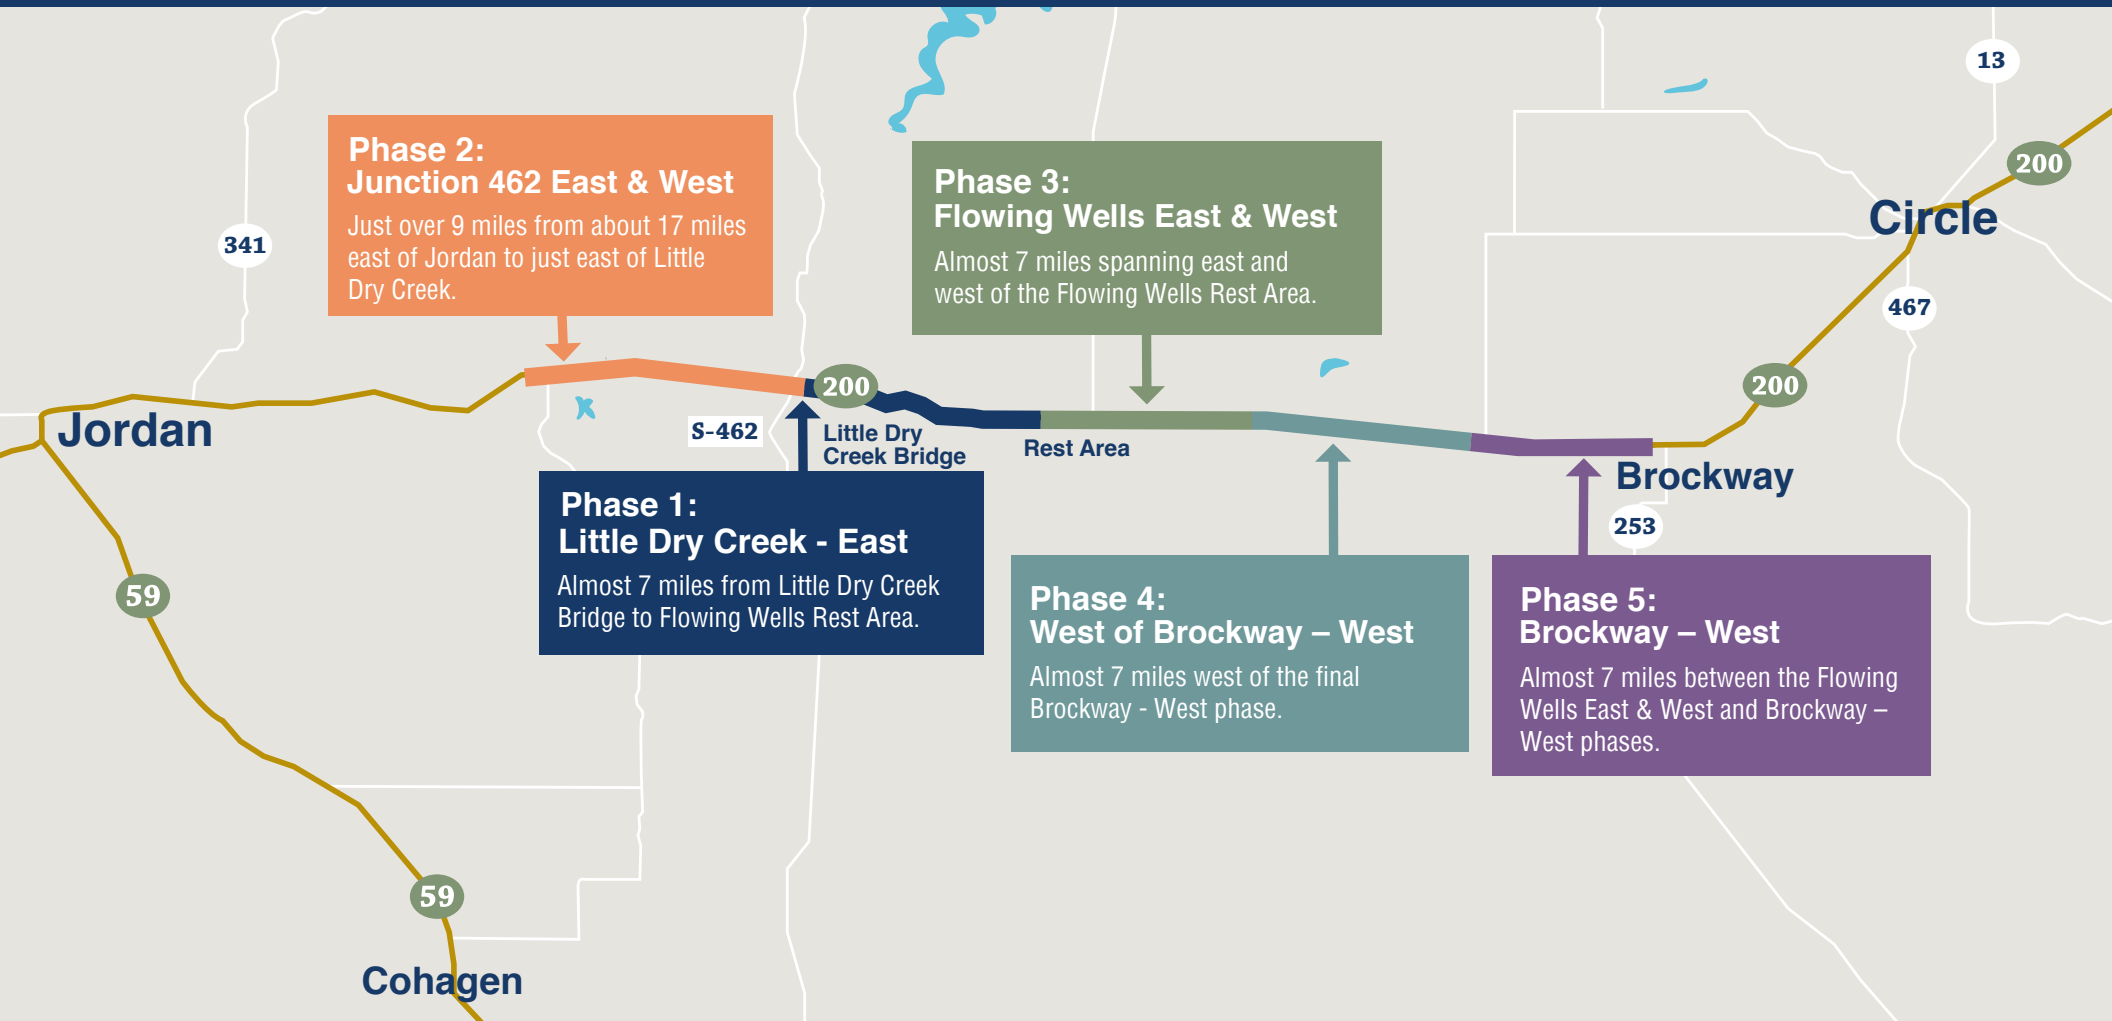 13
200
Phase 2:
Junction 462 East & West
Just over 9 miles from about 17 miles
east of Jordan to just east of Little
Dry Creek.
Phase 3:
Flowing Wells East & West
Almost 7 miles spanning east and
west of the Flowing Wells Rest Area.
Circle
341
467
200
200
Jordan
S-462
Little Dry
Creek Bridge
Rest Area
Brockway
253
Phase 1:
Little Dry Creek - East
Almost 7 miles from Little Dry Creek
Bridge to Flowing Wells Rest Area.
Phase 4:
West of Brockway – West
Almost 7 miles west of the final
Brockway - West phase.
Phase 5:
Brockway – West
Almost 7 miles between the Flowing
Wells East & West and Brockway –
West phases.
59
59
Cohagen